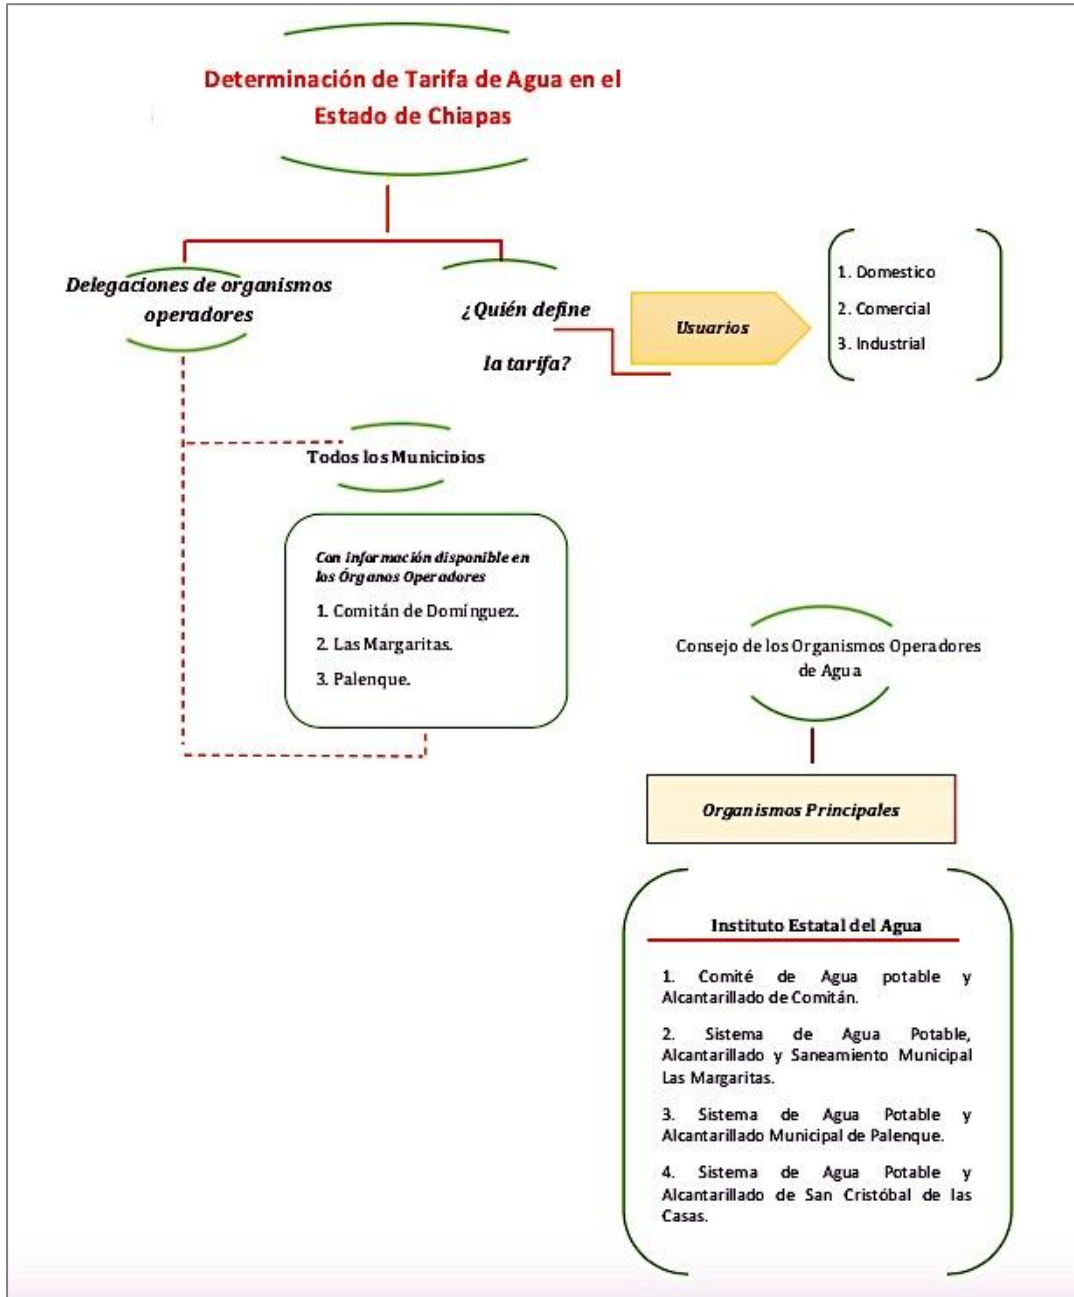 Determinación de Tarifa de Agua en el
Estado de Chiapas
Delegaciones de organismos
operadores
¿Quién define
la tarifa?
Usuarios
1. Domestico
2. Comercial
3. Industrial
Todos los Municipios
Con información disponible en
los Órganos Operadores
1. Comitán de Domínguez.
2. Las Margaritas.
3. Palenque.
Consejo de los Organismos Operadores
de Agua
Organismos Principales
Instituto Estatal del Agua
1. Comité de Agua potable y
Alcantarillado de Comitán.
2. Sistema de Agua Potable,
Alcantarillado y Saneamiento Municipal
Las Margaritas.
3. Sistema de Agua Potable y
Alcantarillado Municipal de Palenque.
4. Sistema de Agua Potable y
Alcantarillado de San Cristóbal de las
Casas.